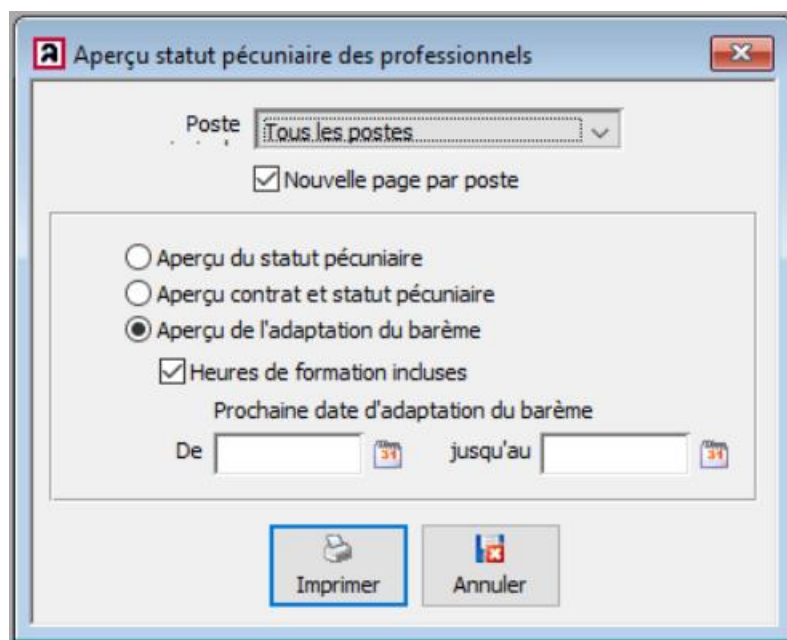 Aperçu statut pécuniaire des professionnels
Poste Tous les postes
Nouvelle page par poste
Aperçu du statut pécuniaire
Aperçu contrat et statut pécuniaire
Aperçu de l'adaptation du barème
Heures de formation incluses
Prochaine date d'adaptation du barème
De 31 jusqu'au 31
Imprimer Annuler